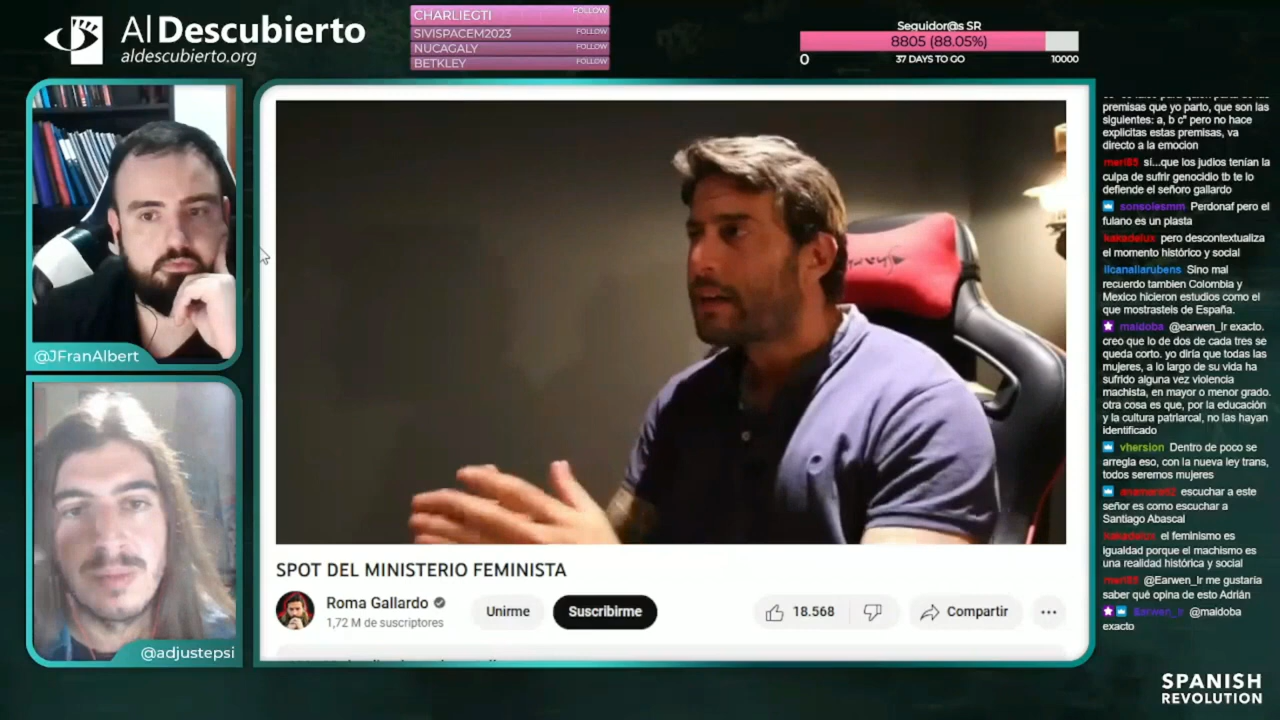 Al Descubierto
aldescubierto.org
CHARLIEGTI FOLLOW
SIVISPACEM2023 FOLLOW
NUCAGALY FOLLOW
BETKLEY FOLLOW
Seguidor@s SR
8805 (88.05%)
0 37 DAYS TO GO 10000
@JFranAlbert
@adjustepsi
SPOT DEL MINISTERIO FEMINISTA
Roma Gallardo
1,72 M de suscriptores
Unirme
Suscribirme
18.568
Compartir
premisas que yo parto, que son las
siguientes: a, b c" pero no hace
explicitas estas premisas, va
directo a la emocion
meri85 sí...que los judios tenían la
culpa de sufrir genocidio tb te lo
defiende el señoro gallardo
sonsolesmm Perdonaf pero el
fulano es un plasta
kakadelux pero descontextualiza
el momento histórico y social
ilcanallarubens Sino mal
recuerdo tambien Colombia y
Mexico hicieron estudios como el
que mostrasteis de España.
maidoba @earwen_lr exacto.
creo que lo de dos de cada tres se
queda corto. yo diría que todas las
mujeres, a lo largo de su vida ha
sufrido alguna vez violencia
machista, en mayor o menor grado.
otra cosa es que, por la educación
y la cultura patriarcal, no las hayan
identificado
vhersion Dentro de poco se
arregla eso, con la nueva ley trans,
todos seremos mujeres
escuchar a este
señor es como escuchar a
Santiago Abascal
kakadelux el feminismo es
igualdad porque el machismo es
una realidad histórica y social
meri85 @Earwen_lr me gustaría
saber qué opina de esto Adrián
Earwen_lr @maidoba
exacto
SPANISH
REVOLUTION